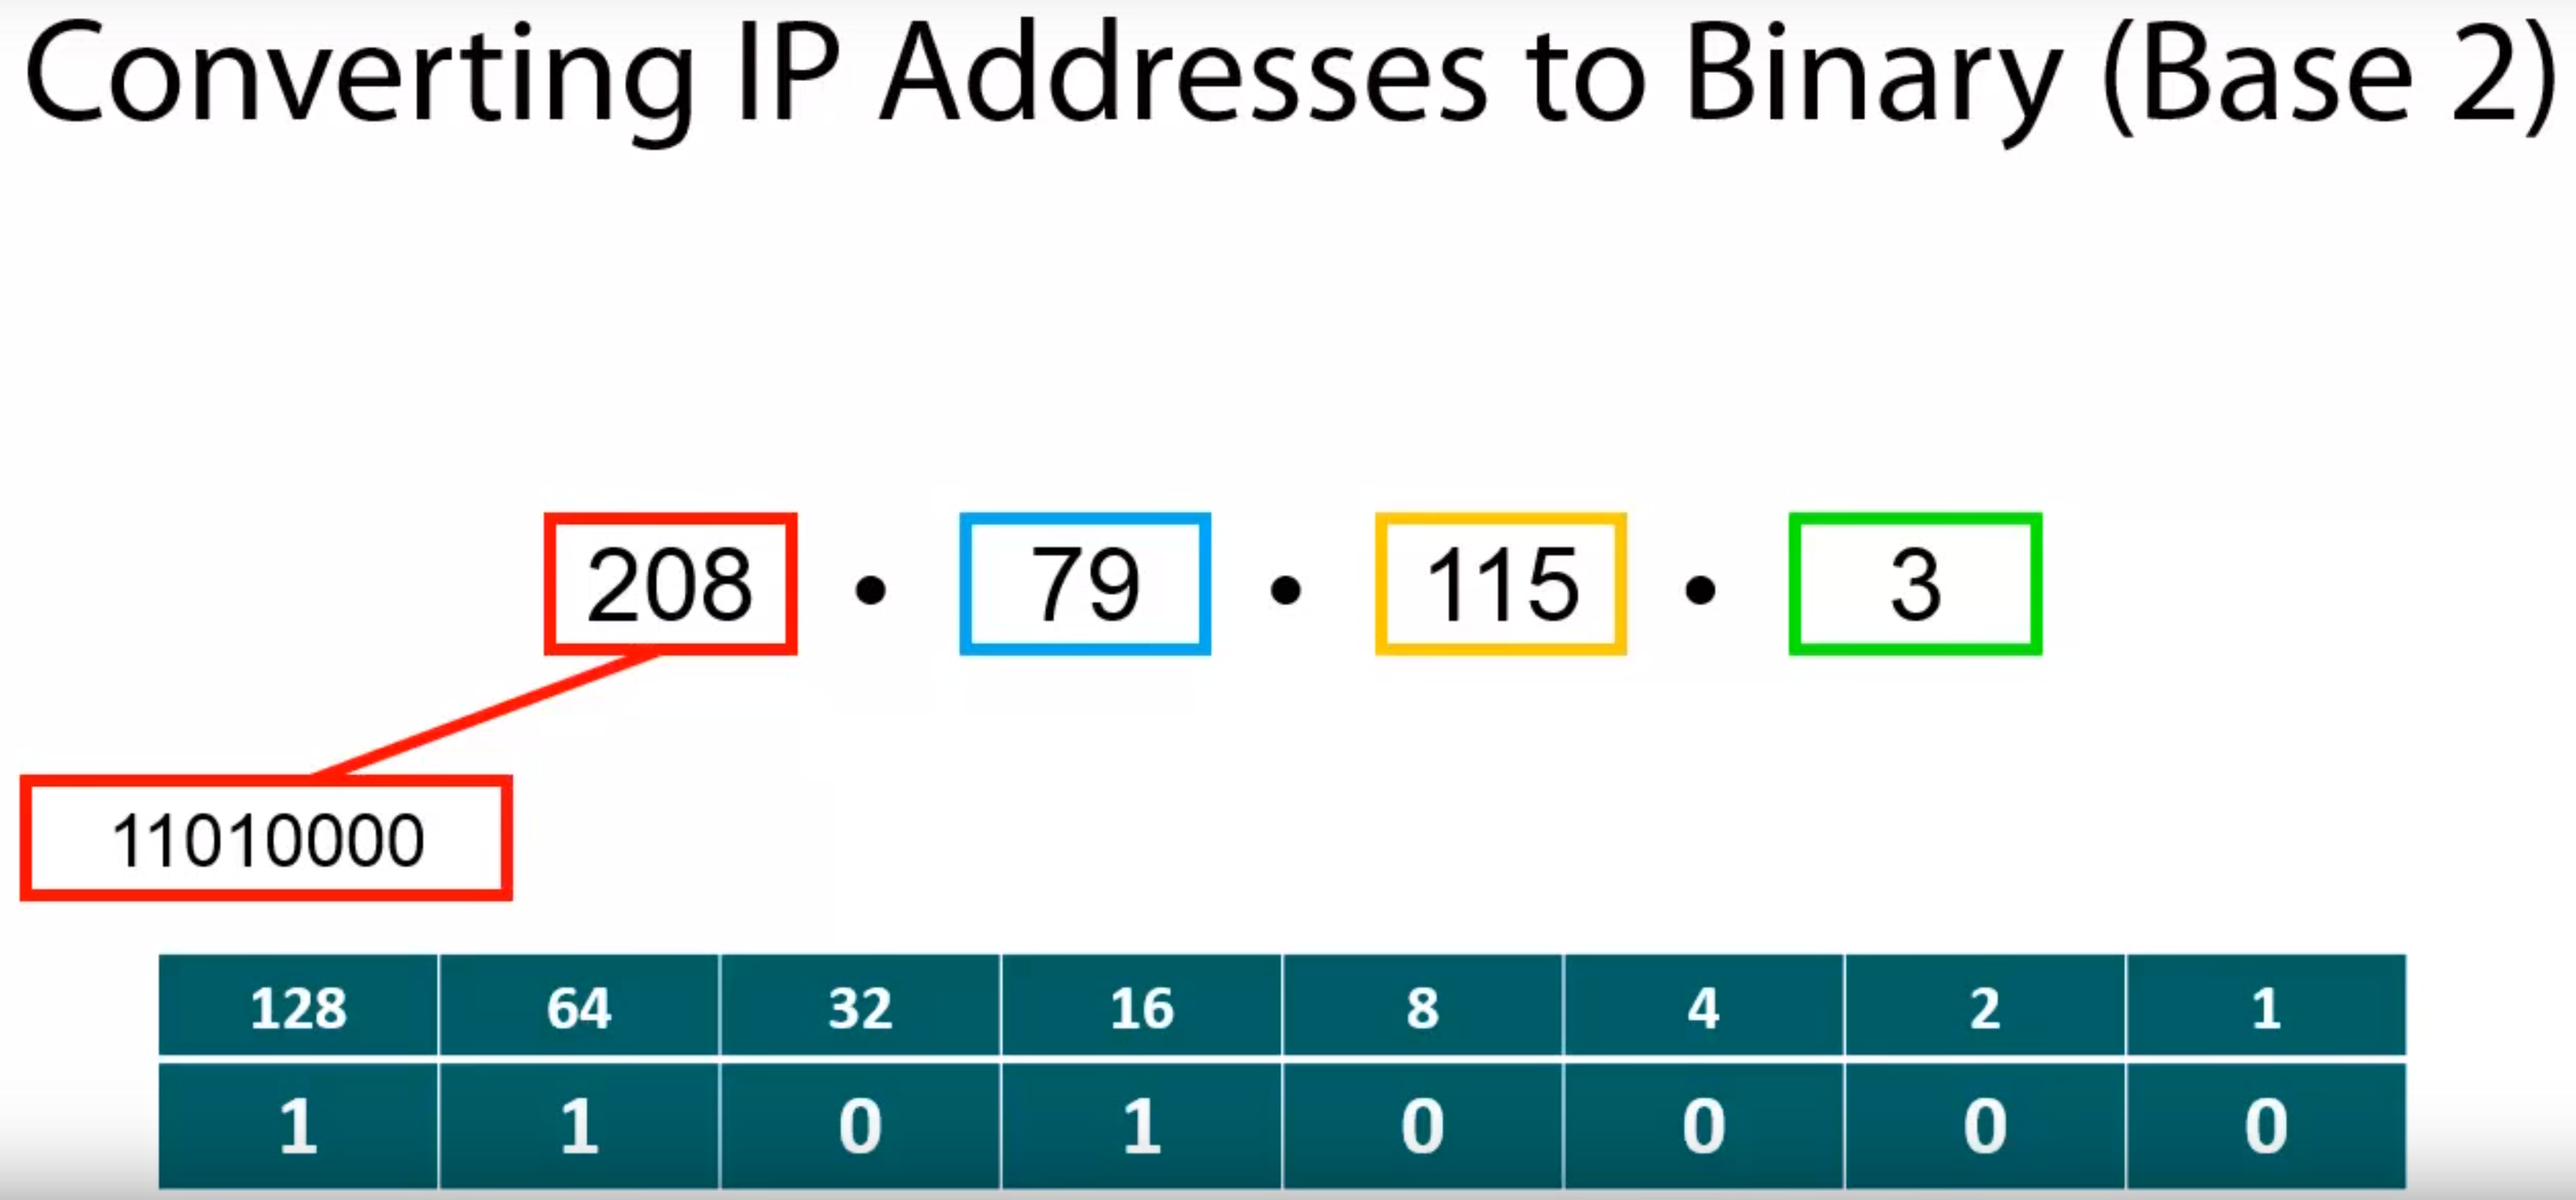 Converting IP Addresses to Binary (Base 2)
208 • 79 • 115 • 3
11010000
128 64 32 16 8 4 2 1
1 1 0 1 0 0 0 0